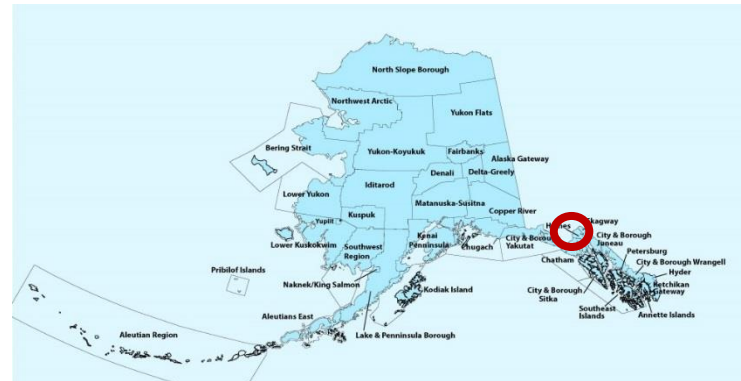 North Slope Borough
Northwest Arctic
Yukon Flats
Bering Strait
Yukon-Koyukuk
Fairbanks
Alaska Gateway
Denali
Delta-Greely
Iditarod
Lower Yukon
Matanuska-Susitna
Copper River
Kuspuk
Yupiit
Lower Kuskokwim
Southwest
Region
Kenai
Penninsula
Chugach
City & Borough
Yakutat
Skagway
City & Borough
Juneau
Petersburg
Chatham
City & Borough Wrangell
Hyder
Pribilof Islands
Naknek/King Salmon
Kodiak Island
City & Borough
Sitka
Ketchikan
Gateway
Southeast
Islands
Annette Islands
Aleutians East
Aleutian Region
Lake & Penninsula Borough